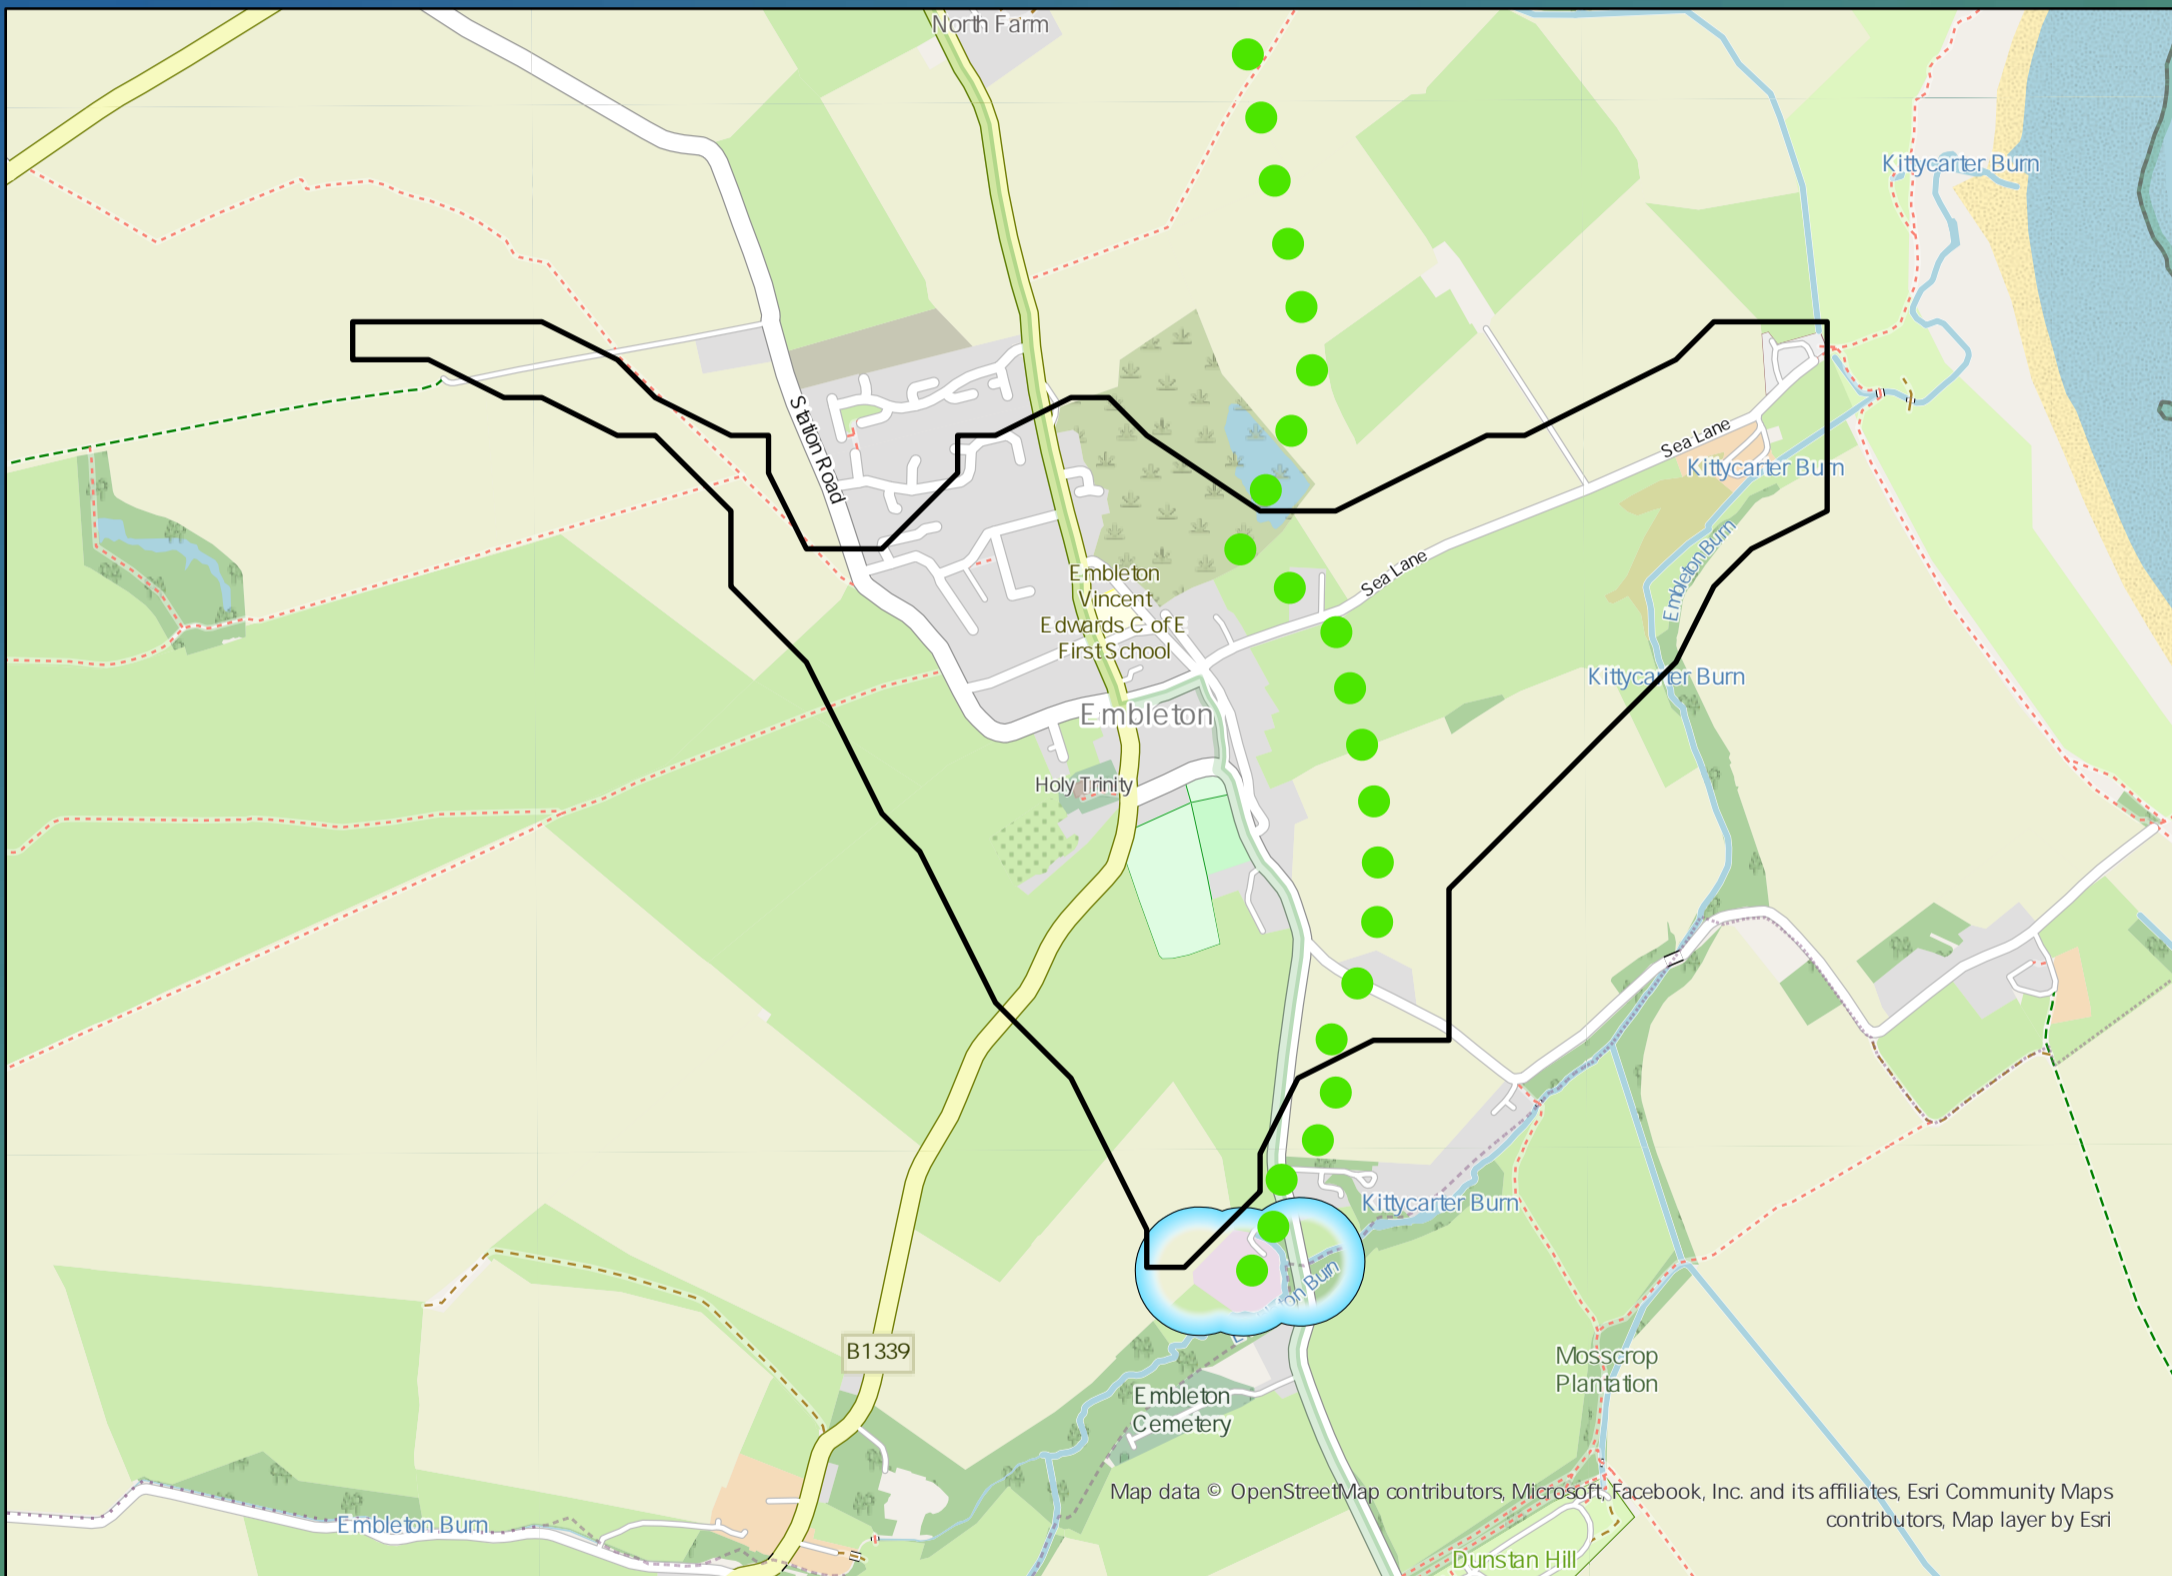 North Farm
Kittycarter Burn
Station Road
Sea Lane
Kittycarter Burn
Sea Lane
Embleton Burn
Embleton
Vincent
Edwards C of E
First School
Kittycarter Burn
Embleton
Holy Trinity
Kittycarter Burn
Burn
B1339
Mosscrop
Plantation
Embleton
Cemetery
Map data © OpenStreetMap contributors, Microsoft, Facebook, Inc. and its affiliates, Esri Community Maps
contributors, Map layer by Esri
Embleton Burn
Dunstan Hill